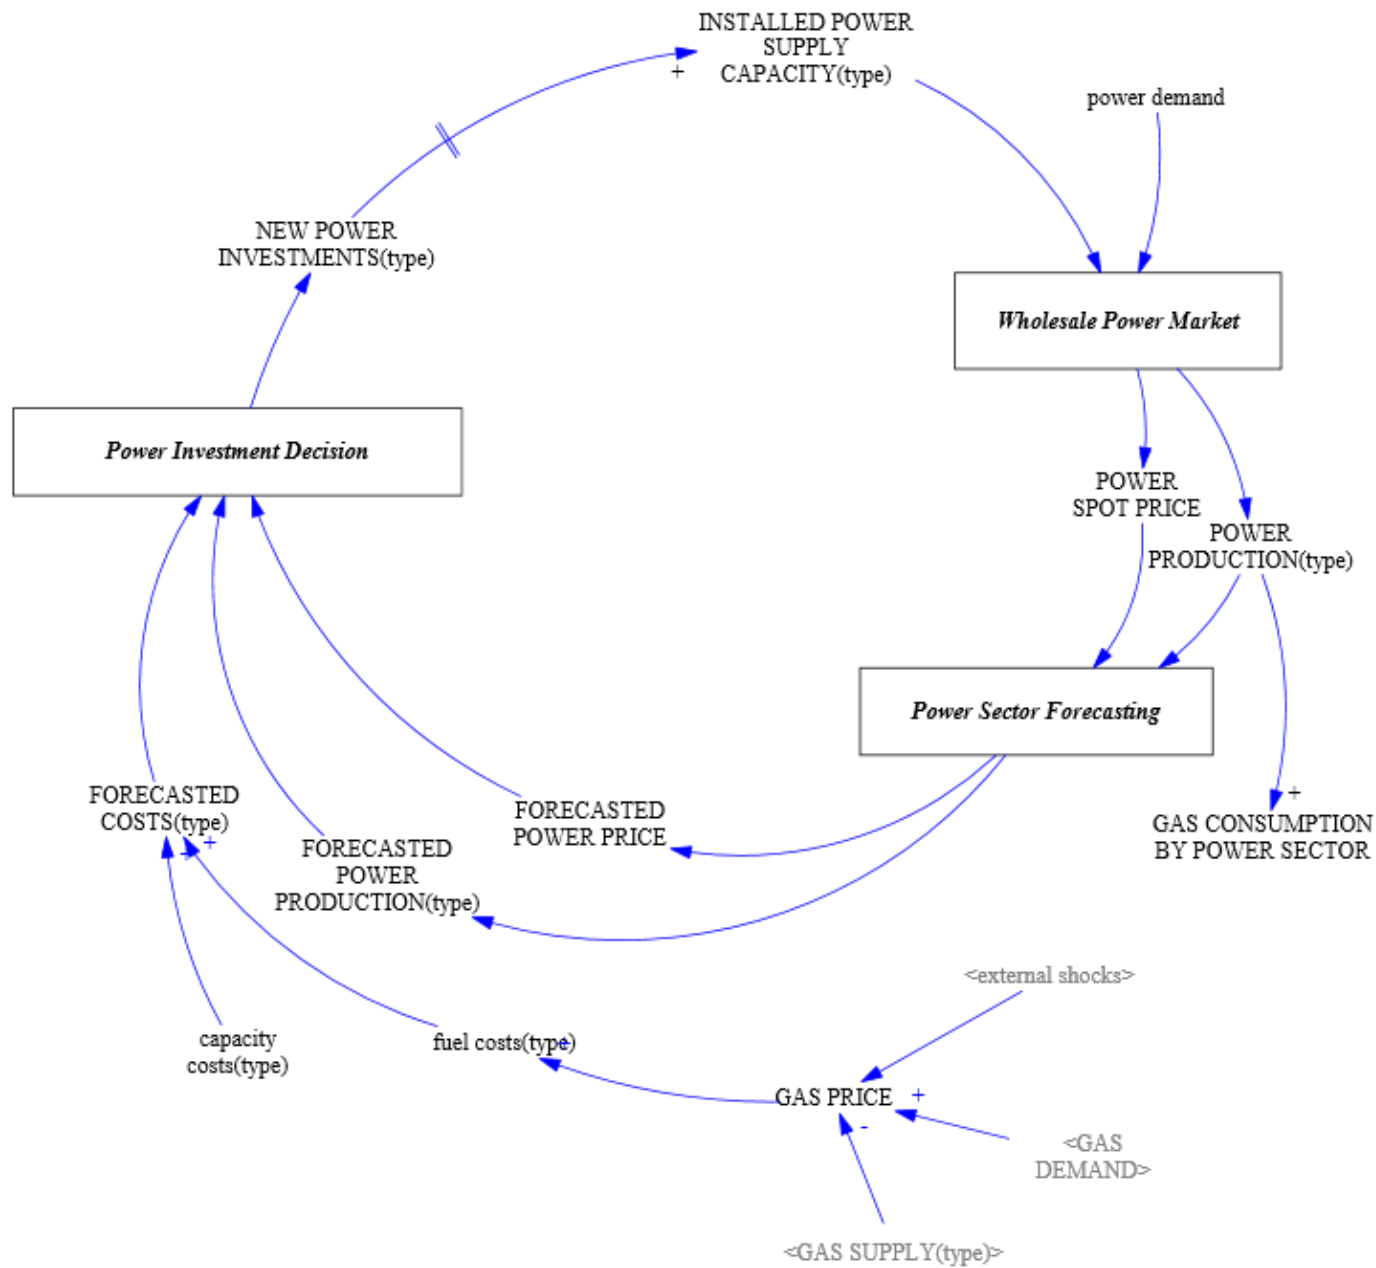 INSTALLED POWER
SUPPLY
CAPACITY(type)
+
power demand
NEW POWER
INVESTMENTS(type)
Wholesale Power Market
Power Investment Decision
POWER
SPOT PRICE
POWER
PRODUCTION(type)
Power Sector Forecasting
FORECASTED
COSTS(type)
+
+
FORECASTED
POWER PRICE
+
GAS CONSUMPTION
BY POWER SECTOR
FORECASTED
POWER
PRODUCTION(type)
<external shocks>
capacity
costs(type)
fuel costs(type)
+
GAS PRICE
+
-
<GAS
DEMAND>
<GAS SUPPLY(type)>